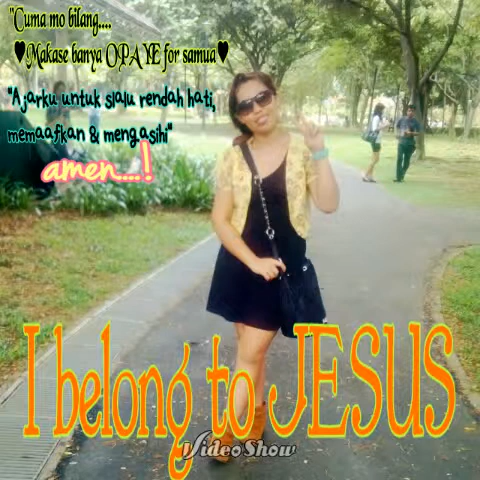 "Cuma mo bilang....
♥Makase banya OPA YE for samua♥
"Ajarku untuk slalu rendah hati,
memaafkan & mengasihi"
amen....!
I belong to JESUS
VideoShow